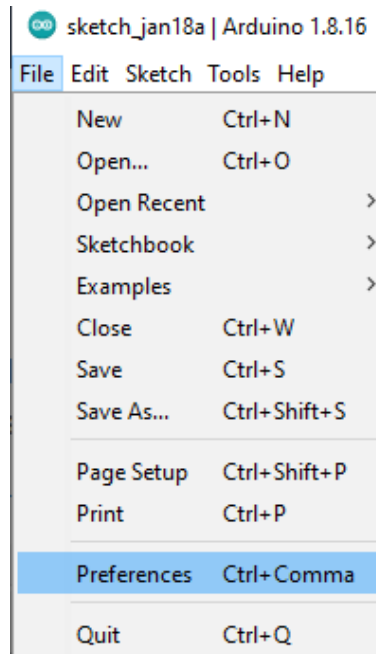 sketch_jan18a | Arduino 1.8.16
File Edit Sketch Tools Help
New Ctrl+N
Open... Ctrl+O
Open Recent
Sketchbook
Examples
Close Ctrl+W
Save Ctrl+S
Save As... Ctrl+Shift+S
Page Setup Ctrl+Shift+P
Print Ctrl+P
Preferences Ctrl+Comma
Quit Ctrl+Q